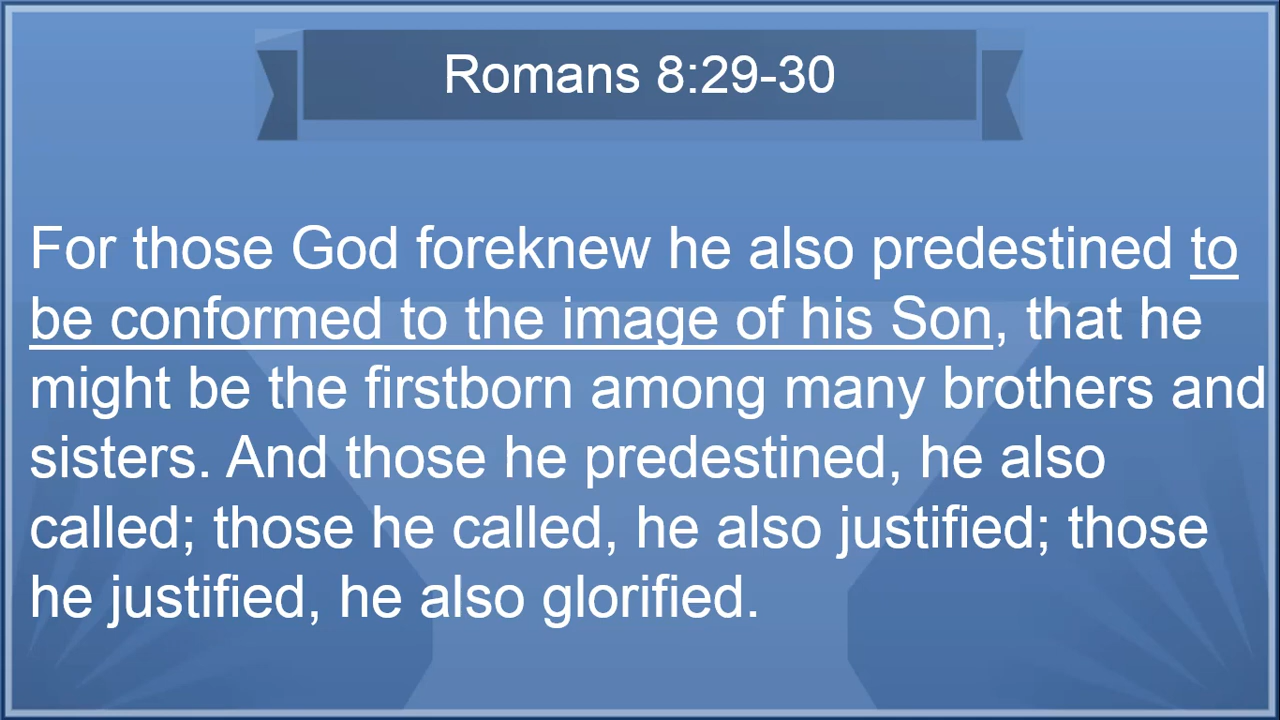 Romans 8:29-30
For those God foreknew he also predestined to
be conformed to the image of his Son, that he
might be the firstborn among many brothers and
sisters. And those he predestined, he also
called; those he called, he also justified; those
he justified, he also glorified.